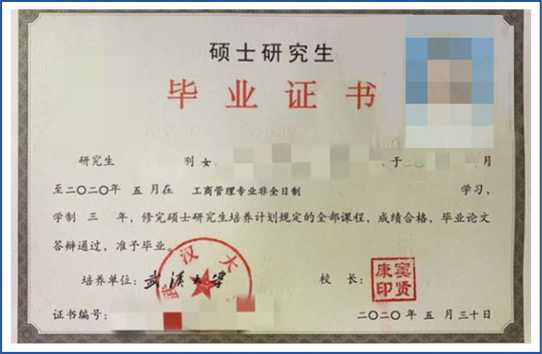 硕士研究生
毕业证书
研究生 别 女 于 月
至二〇二〇年 五 月在 工商管理专业非全日制 学习,
学制 三 年,修完硕士研究生培养计划规定的全部课程,成绩合格,毕业论文
答辩通过,准予毕业。
培养单位:武汉大学 校 长:
武汉大
窦贤康印
证书编号: 二〇二〇年 五 月 三十日